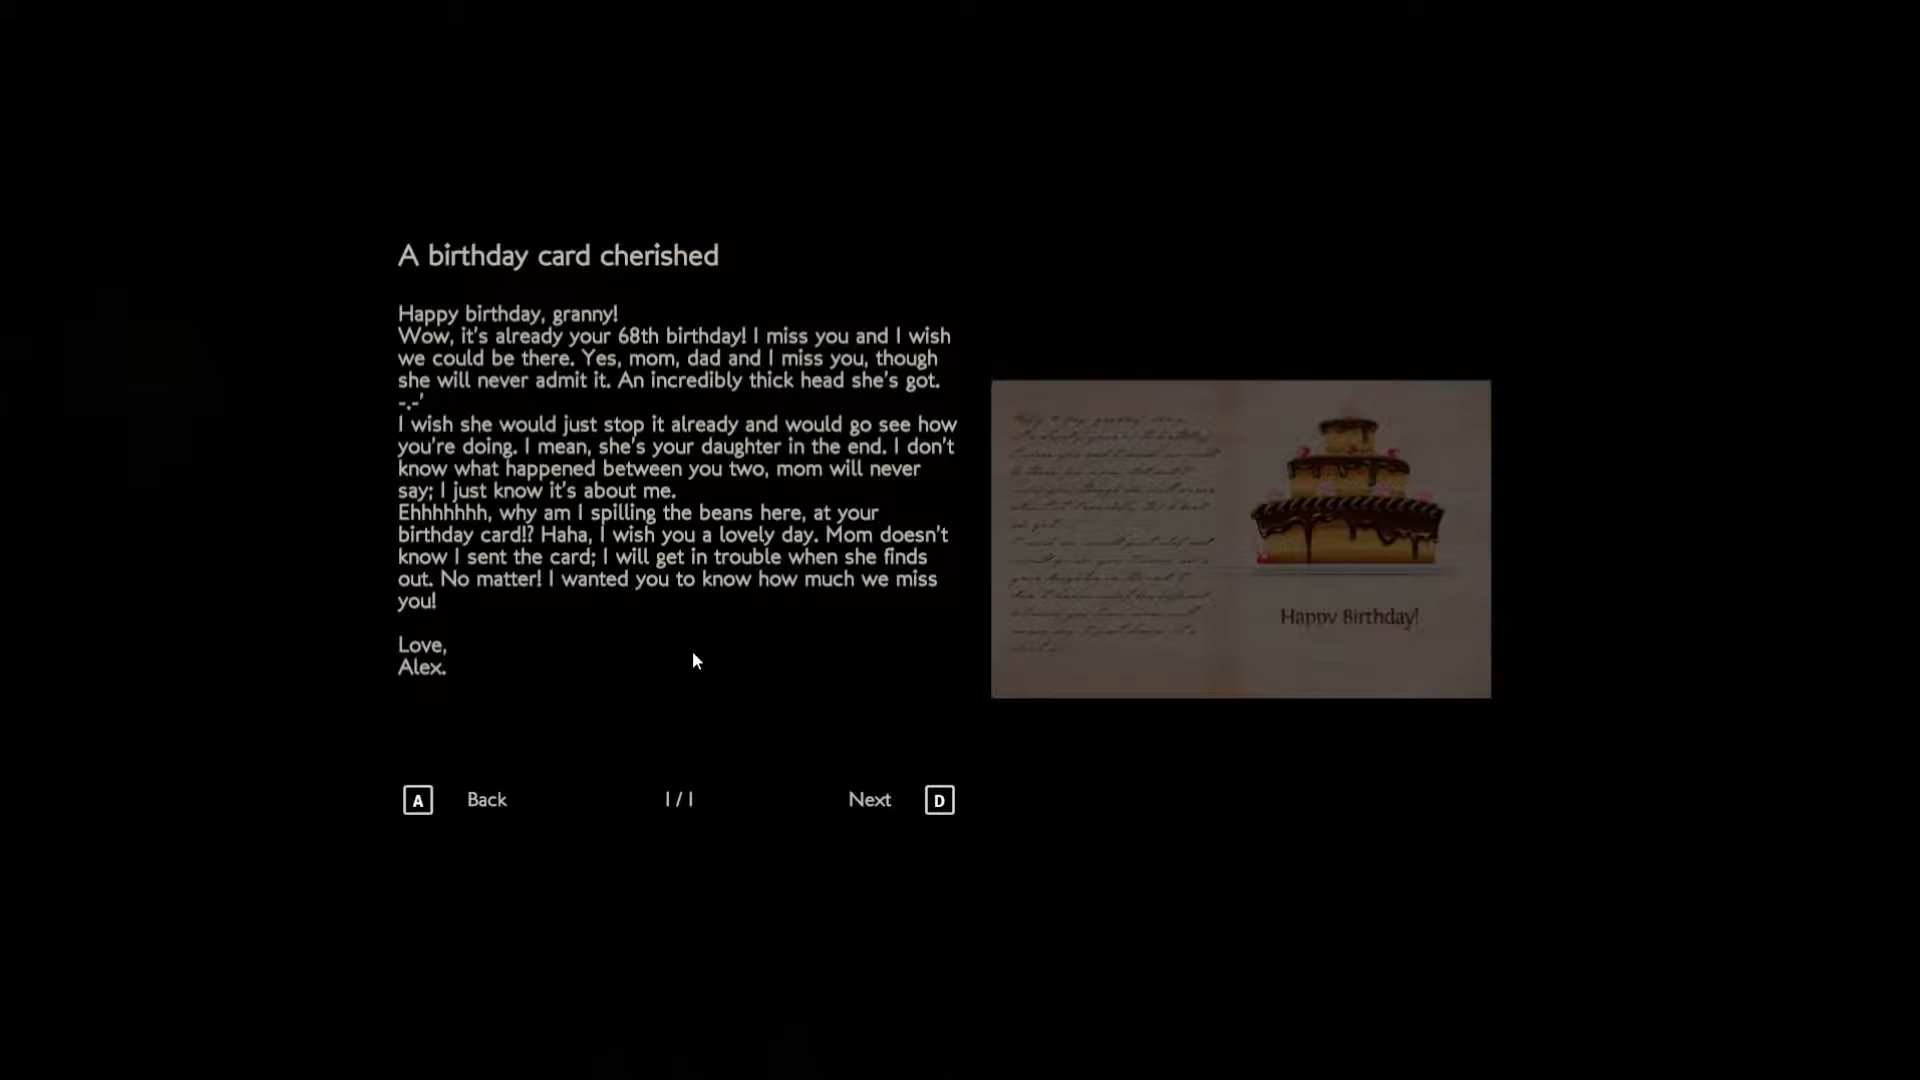 A birthday card cherished
Happy birthday, granny!
Wow, it's already your 68th birthday! I miss you and I wish
we could be there. Yes, mom, dad and I miss you, though
she will never admit it. An incredibly thick head she's got.
-.-'
I wish she would just stop it already and would go see how
you're doing. I mean, she's your daughter in the end. I don't
know what happened between you two, mom will never
say; I just know it's about me.
Ehhhhhhh, why am I spilling the beans here, at your
birthday card!? Haha, I wish you a lovely day. Mom doesn't
know I sent the card; I will get in trouble when she finds
out. No matter! I wanted you to know how much we miss
you!
Love,
Alex.
Happy Birthday!
A Back 1/1 Next D